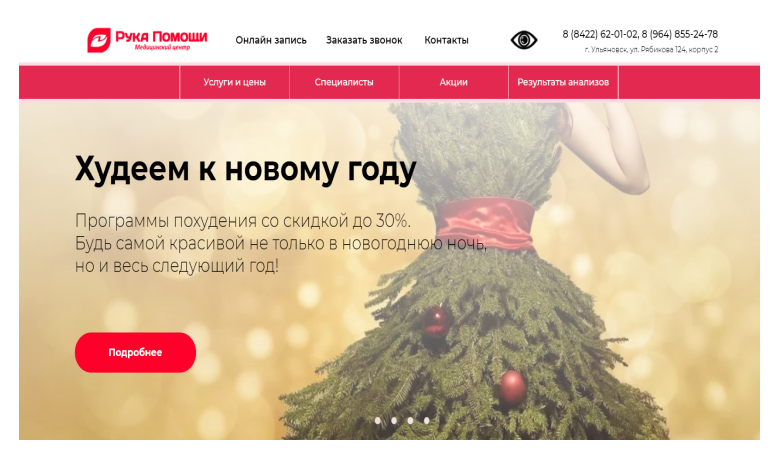 Рука Помощи
Медицинский центр
Онлайн запись
Заказать звонок
Контакты
8 (8422) 62-01-02, 8 (964) 855-24-78
г. Ульяновск, ул. Рябикова 124, корпус 2
Услуги и цены
Специалисты
Акции
Результаты анализов
Худеем к новому году
Программы похудения со скидкой до 30%.
Будь самой красивой не только в новогоднюю ночь,
но и весь следующий год!
Подробнее